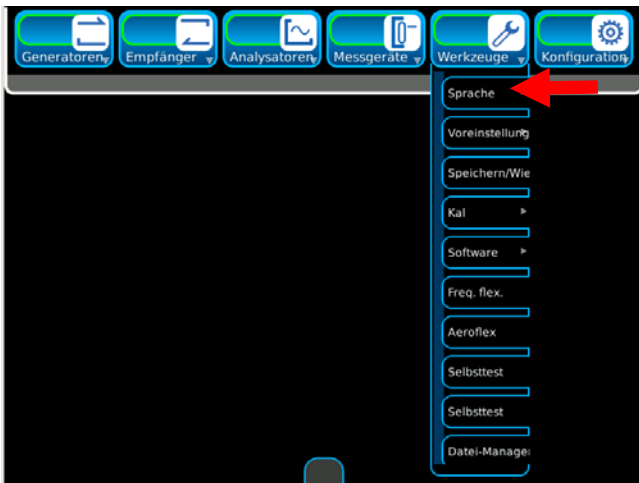 Generatoren
Empfänger
Analysatoren
Messgeräte
Werkzeuge
Konfiguration
Sprache
Voreinstellung
Speichern/Wie
Kal
Software
Freq. flex.
Aeroflex
Selbsttest
Selbsttest
Datei-Manage